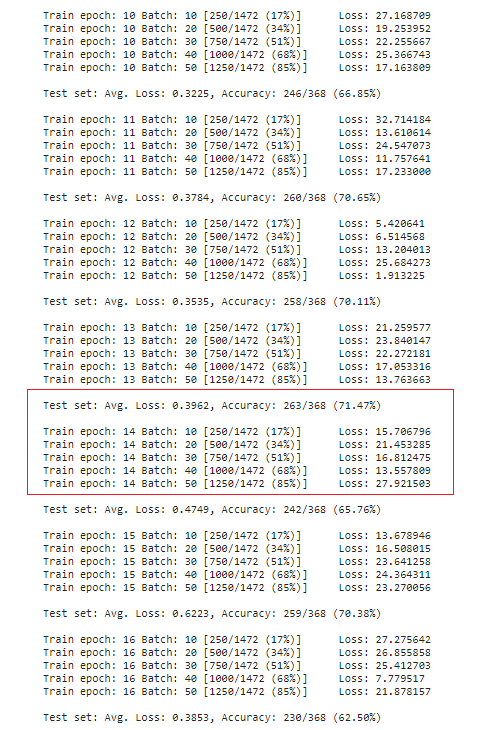 Train epoch: 10 Batch: 10 [250/1472 (17%)] Loss: 27.168709
Train epoch: 10 Batch: 20 [500/1472 (34%)] Loss: 19.253952
Train epoch: 10 Batch: 30 [750/1472 (51%)] Loss: 22.255667
Train epoch: 10 Batch: 40 [1000/1472 (68%)] Loss: 25.366743
Train epoch: 10 Batch: 50 [1250/1472 (85%)] Loss: 17.163809
Test set: Avg. Loss: 0.3225, Accuracy: 246/368 (66.85%)
Train epoch: 11 Batch: 10 [250/1472 (17%)] Loss: 32.714184
Train epoch: 11 Batch: 20 [500/1472 (34%)] Loss: 13.610614
Train epoch: 11 Batch: 30 [750/1472 (51%)] Loss: 24.547073
Train epoch: 11 Batch: 40 [1000/1472 (68%)] Loss: 11.757641
Train epoch: 11 Batch: 50 [1250/1472 (85%)] Loss: 17.233000
Test set: Avg. Loss: 0.3784, Accuracy: 260/368 (70.65%)
Train epoch: 12 Batch: 10 [250/1472 (17%)] Loss: 5.420641
Train epoch: 12 Batch: 20 [500/1472 (34%)] Loss: 6.514568
Train epoch: 12 Batch: 30 [750/1472 (51%)] Loss: 13.204013
Train epoch: 12 Batch: 40 [1000/1472 (68%)] Loss: 25.684273
Train epoch: 12 Batch: 50 [1250/1472 (85%)] Loss: 1.913225
Test set: Avg. Loss: 0.3535, Accuracy: 258/368 (70.11%)
Train epoch: 13 Batch: 10 [250/1472 (17%)] Loss: 21.259577
Train epoch: 13 Batch: 20 [500/1472 (34%)] Loss: 23.840147
Train epoch: 13 Batch: 30 [750/1472 (51%)] Loss: 22.272181
Train epoch: 13 Batch: 40 [1000/1472 (68%)] Loss: 17.053316
Train epoch: 13 Batch: 50 [1250/1472 (85%)] Loss: 13.763663
Test set: Avg. Loss: 0.3962, Accuracy: 263/368 (71.47%)
Train epoch: 14 Batch: 10 [250/1472 (17%)] Loss: 15.706796
Train epoch: 14 Batch: 20 [500/1472 (34%)] Loss: 21.453285
Train epoch: 14 Batch: 30 [750/1472 (51%)] Loss: 16.812475
Train epoch: 14 Batch: 40 [1000/1472 (68%)] Loss: 13.557809
Train epoch: 14 Batch: 50 [1250/1472 (85%)] Loss: 27.921503
Test set: Avg. Loss: 0.4749, Accuracy: 242/368 (65.76%)
Train epoch: 15 Batch: 10 [250/1472 (17%)] Loss: 13.678946
Train epoch: 15 Batch: 20 [500/1472 (34%)] Loss: 16.508015
Train epoch: 15 Batch: 30 [750/1472 (51%)] Loss: 23.641258
Train epoch: 15 Batch: 40 [1000/1472 (68%)] Loss: 24.364311
Train epoch: 15 Batch: 50 [1250/1472 (85%)] Loss: 23.270056
Test set: Avg. Loss: 0.6223, Accuracy: 259/368 (70.38%)
Train epoch: 16 Batch: 10 [250/1472 (17%)] Loss: 27.275642
Train epoch: 16 Batch: 20 [500/1472 (34%)] Loss: 26.855858
Train epoch: 16 Batch: 30 [750/1472 (51%)] Loss: 25.412703
Train epoch: 16 Batch: 40 [1000/1472 (68%)] Loss: 7.779517
Train epoch: 16 Batch: 50 [1250/1472 (85%)] Loss: 21.878157
Test set: Avg. Loss: 0.3853, Accuracy: 230/368 (62.50%)